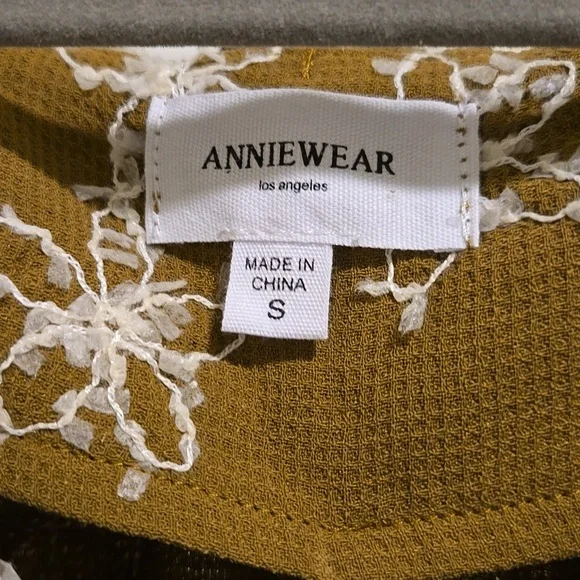 ANNIEWEAR
los angeles
MADE IN
CHINA
S